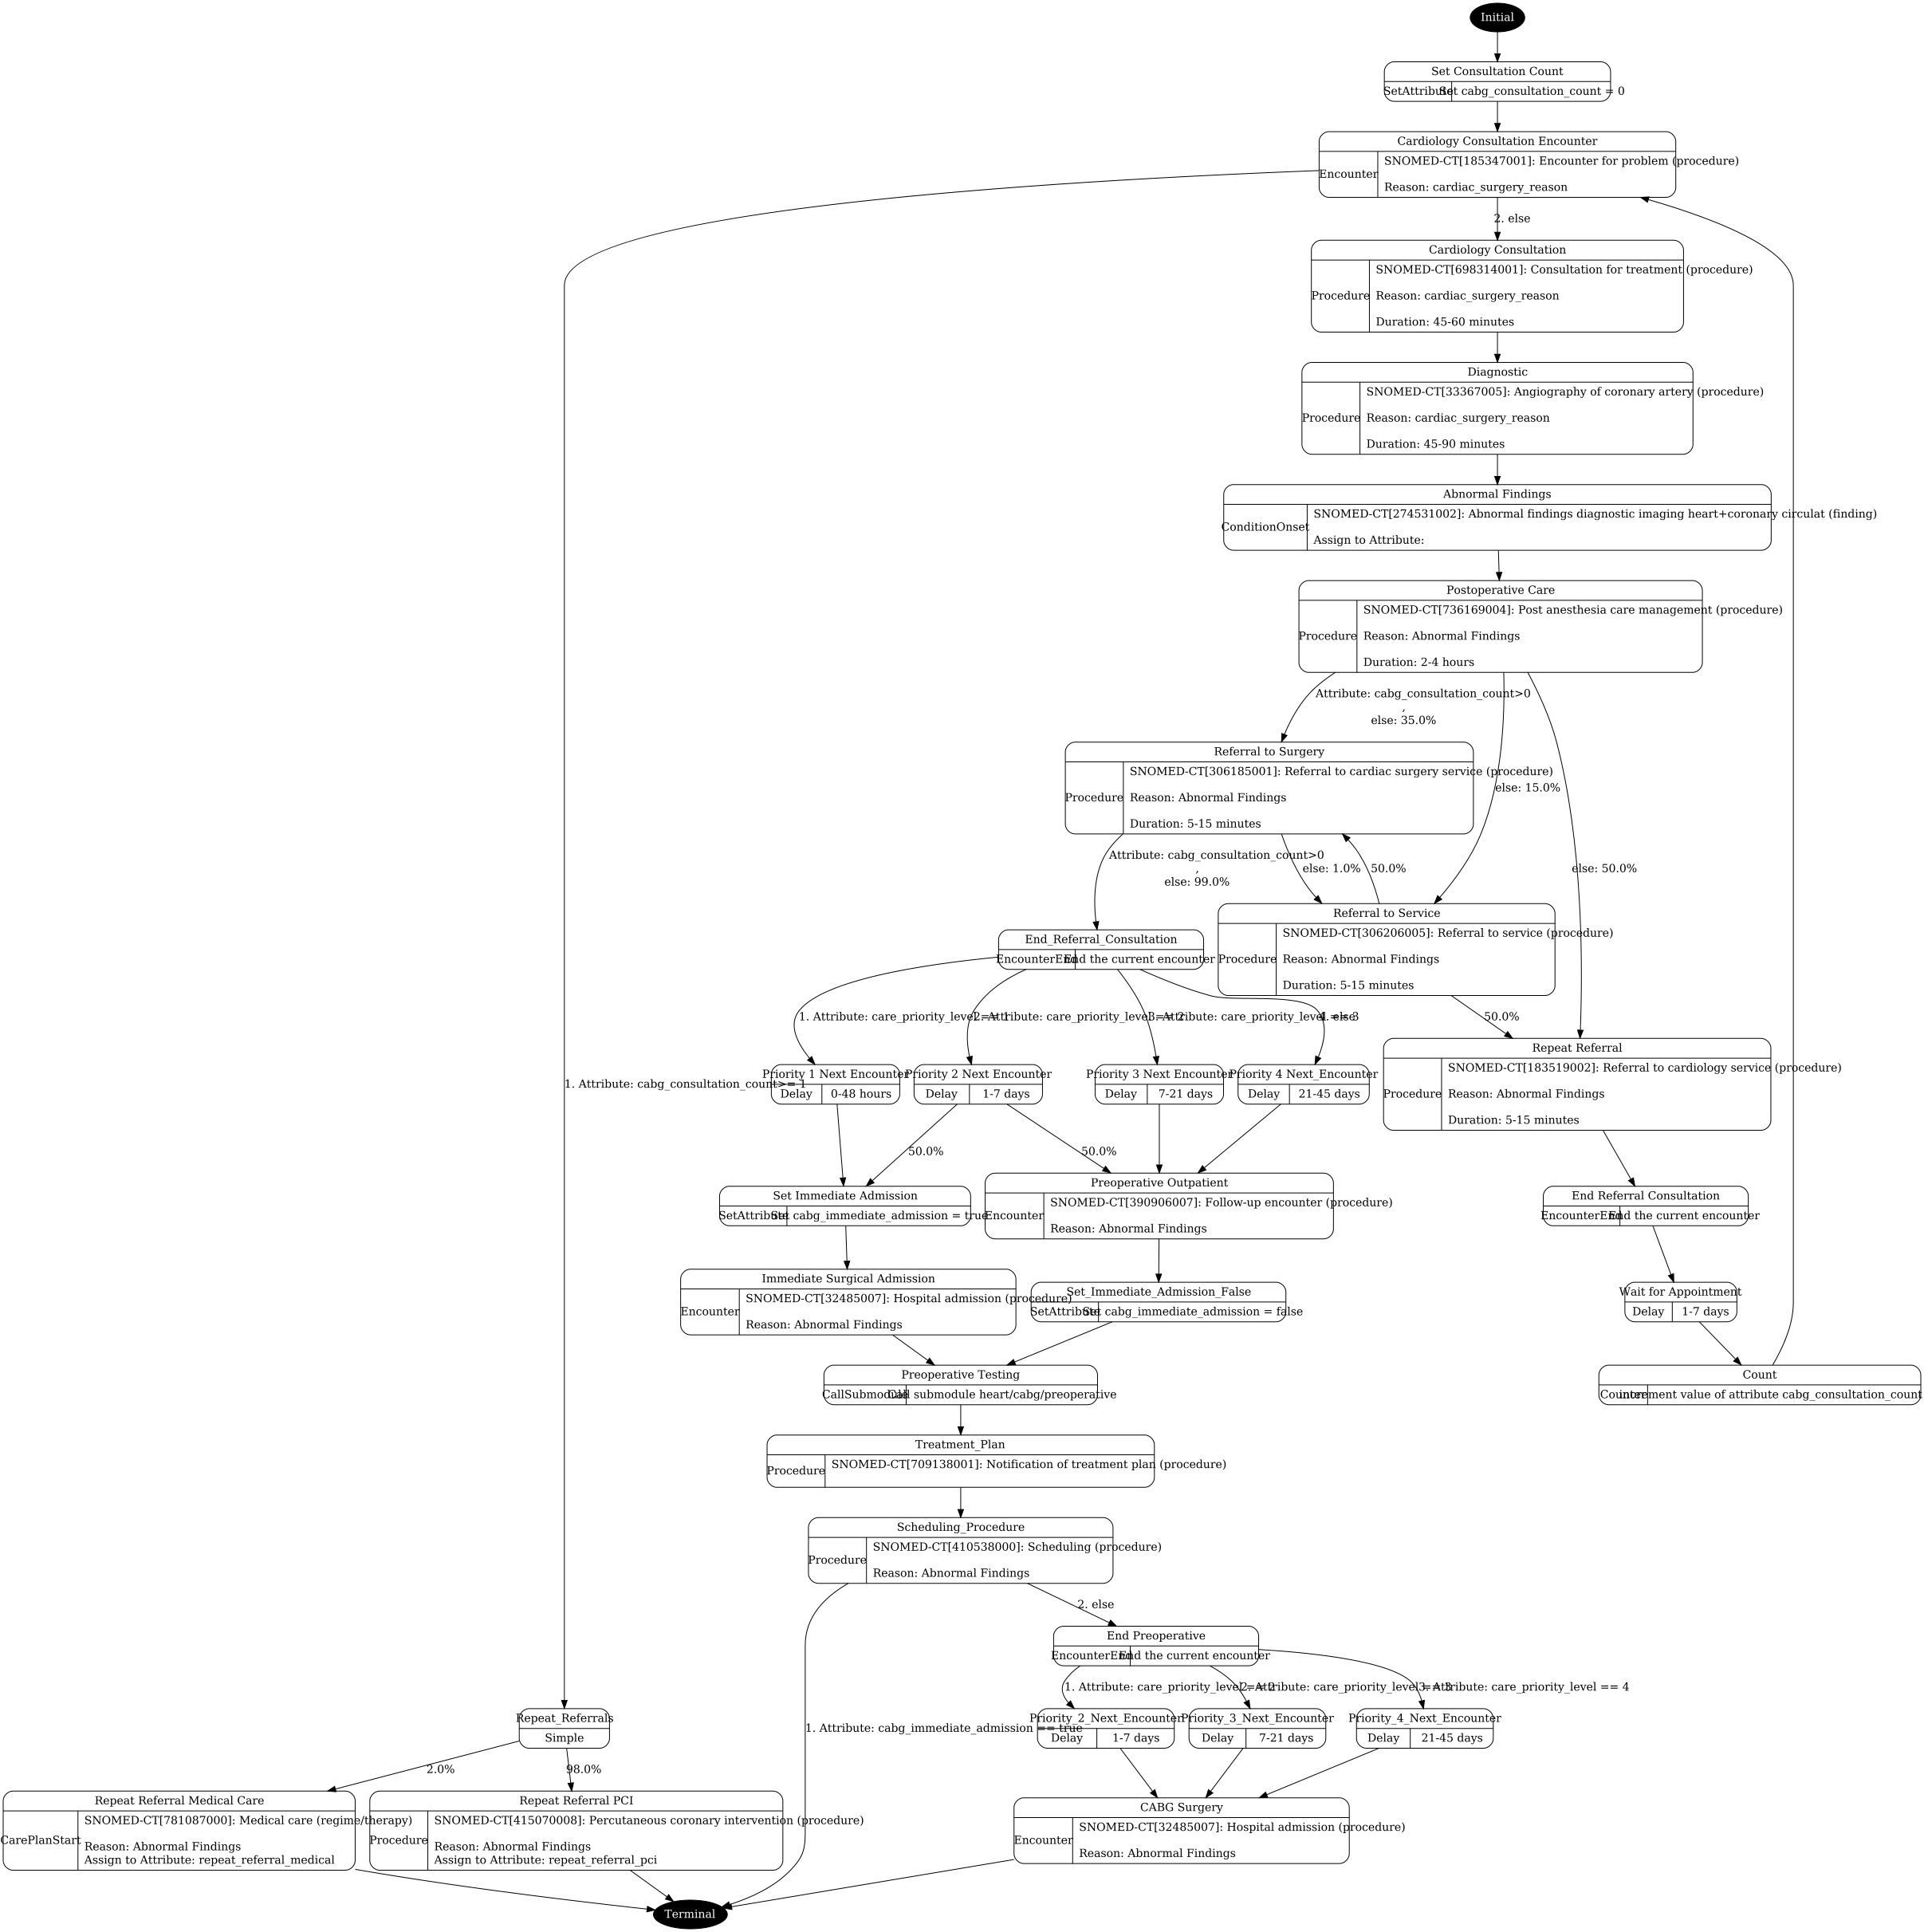 Initial
Set Consultation Count
SetAttribute
Set cabg_consultation_count = 0
Cardiology Consultation Encounter
Encounter
SNOMED-CT[185347001]: Encounter for problem (procedure)
Reason: cardiac_surgery_reason
2. else
Cardiology Consultation
Procedure
SNOMED-CT[698314001]: Consultation for treatment (procedure)
Reason: cardiac_surgery_reason
Duration: 45-60 minutes
Diagnostic
Procedure
SNOMED-CT[33367005]: Angiography of coronary artery (procedure)
Reason: cardiac_surgery_reason
Duration: 45-90 minutes
Abnormal Findings
ConditionOnset
SNOMED-CT[274531002]: Abnormal findings diagnostic imaging heart+coronary circulat (finding)
Assign to Attribute:
Postoperative Care
Procedure
SNOMED-CT[736169004]: Post anesthesia care management (procedure)
Reason: Abnormal Findings
Duration: 2-4 hours
Attribute: cabg_consultation_count>0
,
else: 35.0%
else: 15.0%
else: 50.0%
Referral to Surgery
Procedure
SNOMED-CT[306185001]: Referral to cardiac surgery service (procedure)
Reason: Abnormal Findings
Duration: 5-15 minutes
Attribute: cabg_consultation_count>0
,
else: 99.0%
else: 1.0%
50.0%
Referral to Service
Procedure
SNOMED-CT[306206005]: Referral to service (procedure)
Reason: Abnormal Findings
Duration: 5-15 minutes
End_Referral_Consultation
EncounterEnd
End the current encounter
1. Attribute: care_priority_level == 1
2. Attribute: care_priority_level == 2
3. Attribute: care_priority_level == 3
4. else
50.0%
Repeat Referral
Procedure
SNOMED-CT[183519002]: Referral to cardiology service (procedure)
Reason: Abnormal Findings
Duration: 5-15 minutes
1. Attribute: cabg_consultation_count>= 1
Priority 1 Next Encounter
Delay
0-48 hours
Priority 2 Next Encounter
Delay
1-7 days
Priority 3 Next Encounter
Delay
7-21 days
Priority 4 Next_Encounter
Delay
21-45 days
50.0%
50.0%
Set Immediate Admission
SetAttribute
Set cabg_immediate_admission = true
Preoperative Outpatient
Encounter
SNOMED-CT[390906007]: Follow-up encounter (procedure)
Reason: Abnormal Findings
End Referral Consultation
EncounterEnd
End the current encounter
Immediate Surgical Admission
Encounter
SNOMED-CT[32485007]: Hospital admission (procedure)
Reason: Abnormal Findings
Set_Immediate_Admission_False
SetAttribute
Set cabg_immediate_admission = false
Wait for Appointment
Delay
1-7 days
Preoperative Testing
CallSubmodule
Call submodule heart/cabg/preoperative
Count
Counter
increment value of attribute cabg_consultation_count
Treatment_Plan
Procedure
SNOMED-CT[709138001]: Notification of treatment plan (procedure)
Scheduling_Procedure
Procedure
SNOMED-CT[410538000]: Scheduling (procedure)
Reason: Abnormal Findings
2. else
End Preoperative
EncounterEnd
End the current encounter
1. Attribute: care_priority_level == 2
2. Attribute: care_priority_level == 3
3. Attribute: care_priority_level == 4
1. Attribute: cabg_immediate_admission == true
Repeat_Referrals
Simple
Priority_2_Next_Encounter
Delay
1-7 days
Priority_3_Next_Encounter
Delay
7-21 days
Priority_4_Next_Encounter
Delay
21-45 days
2.0%
98.0%
Repeat Referral Medical Care
CarePlanStart
SNOMED-CT[781087000]: Medical care (regime/therapy)
Reason: Abnormal Findings
Assign to Attribute: repeat_referral_medical
Repeat Referral PCI
Procedure
SNOMED-CT[415070008]: Percutaneous coronary intervention (procedure)
Reason: Abnormal Findings
Assign to Attribute: repeat_referral_pci
CABG Surgery
Encounter
SNOMED-CT[32485007]: Hospital admission (procedure)
Reason: Abnormal Findings
Terminal